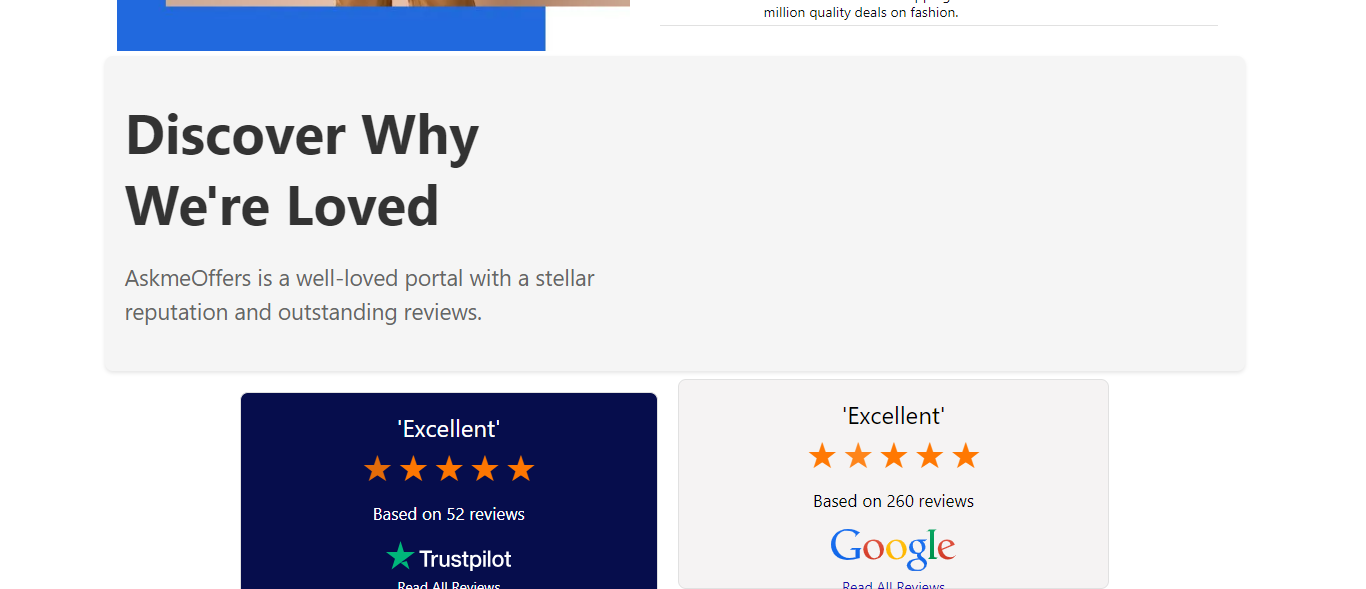 million quality deals on fashion.
Discover Why
We're Loved
AskmeOffers is a well-loved portal with a stellar
reputation and outstanding reviews.
'Excellent'
Based on 52 reviews
Trustpilot
Read All Reviews
'Excellent'
Based on 260 reviews
Google
Read All Reviews